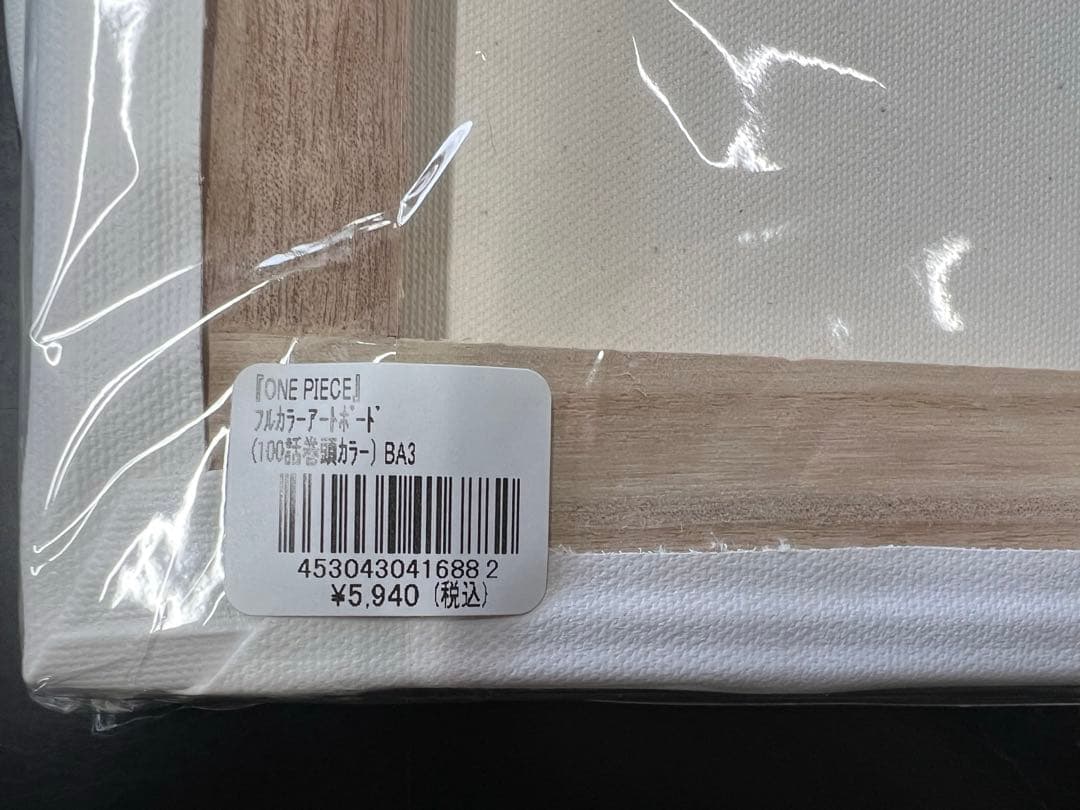 『ONE PIECE』
フルカラーアートボード
(100話巻頭カラー) BA3
4530430416882
¥5,940 (税込)